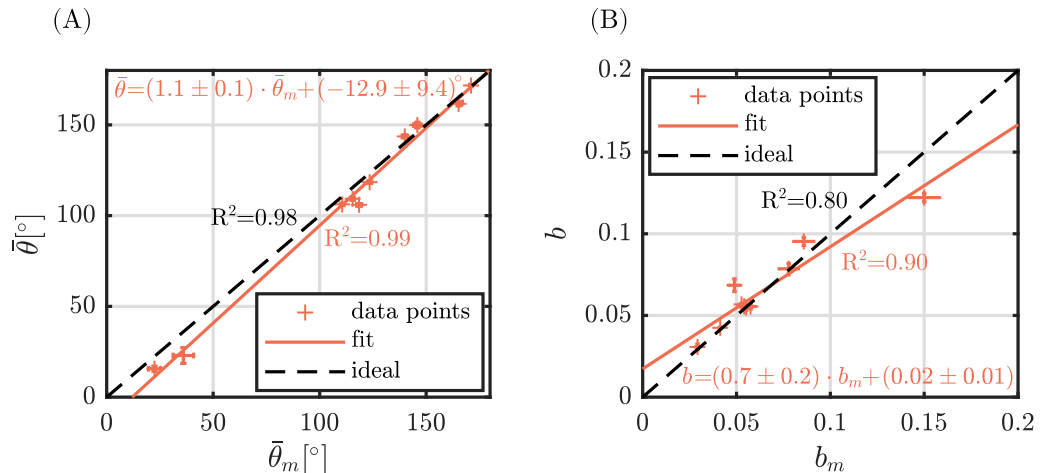 (A)
θ̄=(1.1 ± 0.1) · θ̄ₘ+(−12.9 ± 9.4)°
150
100
50
0
θ̄[°]
R²=0.98
R²=0.99
data points
fit
ideal
0
50
100
150
θ̄ₘ[°]
(B)
0.2
0.15
0.1
0.05
0
b
data points
fit
ideal
R²=0.80
R²=0.90
b=(0.7 ± 0.2) · bₘ+(0.02 ± 0.01)
0
0.05
0.1
0.15
0.2
bₘ